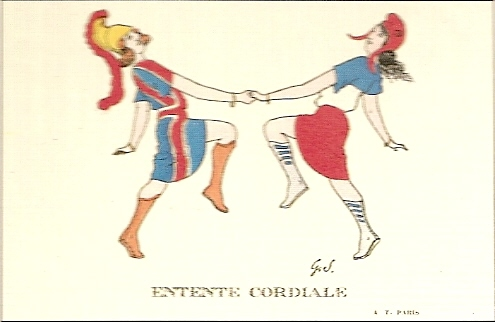 G.S.
ENTENTE CORDIALE
A. T. PARIS